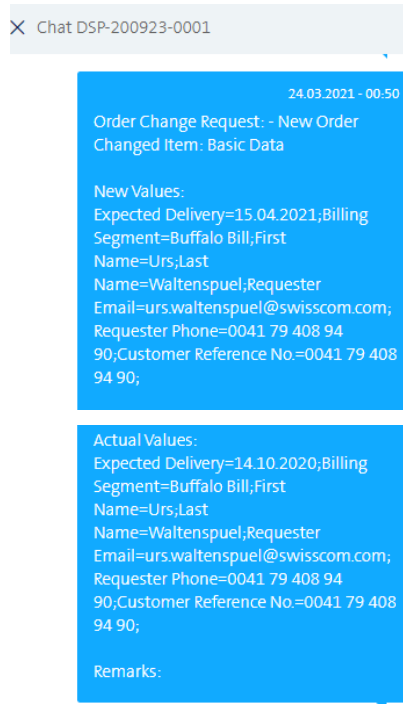 Chat DSP-200923-0001
24.03.2021 - 00:50
Order Change Request: - New Order
Changed Item: Basic Data
New Values:
Expected Delivery=15.04.2021;Billing
Segment=Buffalo Bill;First
Name=Urs;Last
Name=Waltenspuel;Requester
Email=urs.waltenspuel@swisscom.com;
Requester Phone=0041 79 408 94
90;Customer Reference No.=0041 79 408
94 90;
Actual Values:
Expected Delivery=14.10.2020;Billing
Segment=Buffalo Bill;First
Name=Urs;Last
Name=Waltenspuel;Requester
Email=urs.waltenspuel@swisscom.com;
Requester Phone=0041 79 408 94
90;Customer Reference No.=0041 79 408
94 90;
Remarks: